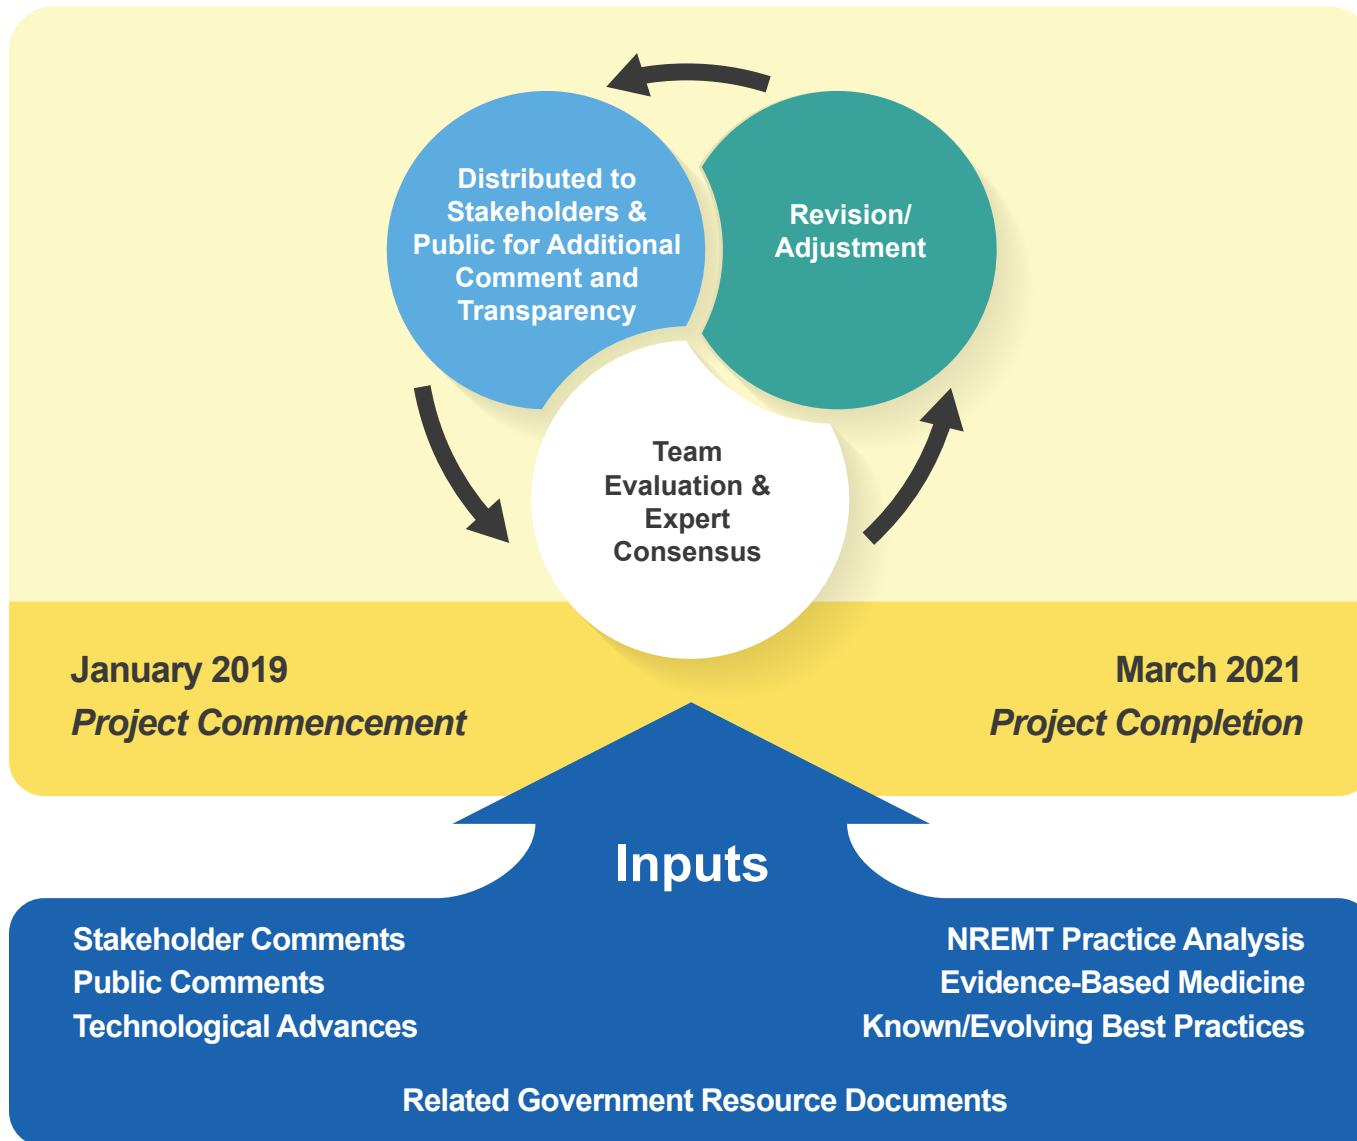 Distributed to
Stakeholders &
Public for Additional
Comment and
Transparency
Revision/
Adjustment
Team
Evaluation &
Expert
Consensus
January 2019
Project Commencement
March 2021
Project Completion
Inputs
Stakeholder Comments
Public Comments
Technological Advances
NREMT Practice Analysis
Evidence-Based Medicine
Known/Evolving Best Practices
Related Government Resource Documents